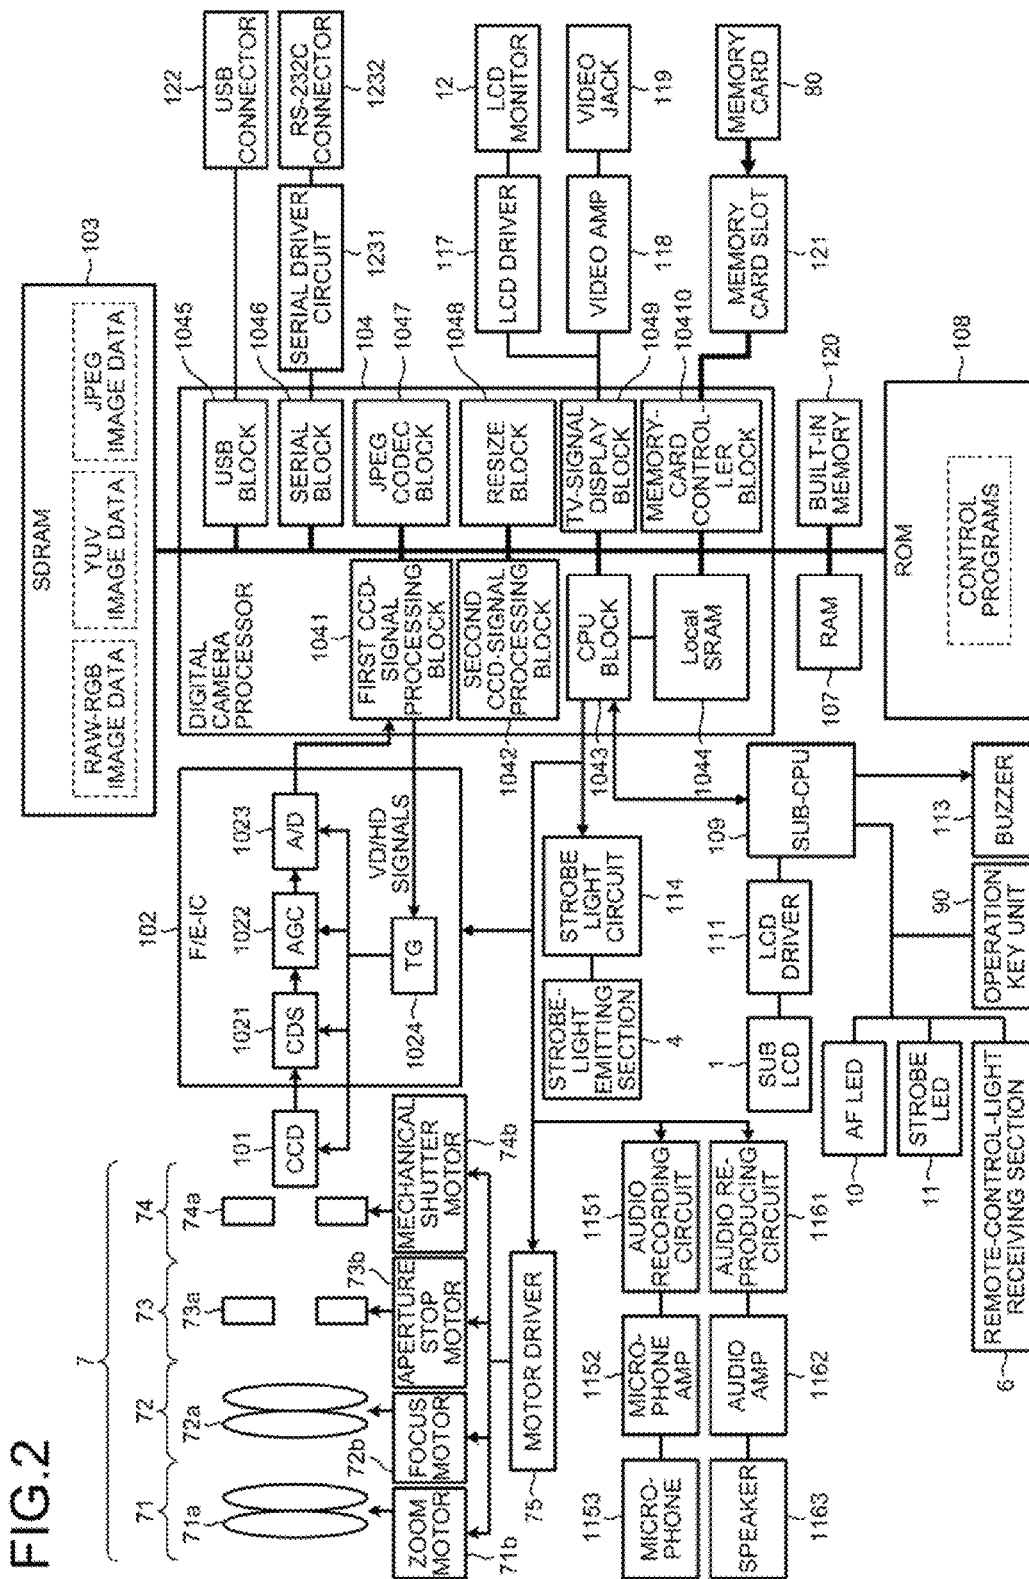 FIG.2
7
71
72
73
74
71a
72a
73a
74a
ZOOM
MOTOR
71b
FOCUS
MOTOR
72b
APERTURE
STOP
MOTOR
73b
MECHANICAL
SHUTTER
MOTOR
74b
MOTOR DRIVER
75
101
CCD
102
F/E-IC
1021
CDS
1022
AGC
1023
A/D
TG
1024
VD/HD
SIGNALS
SDRAM
103
RAW-RGB
IMAGE DATA
YUV
IMAGE DATA
JPEG
IMAGE DATA
DIGITAL
CAMERA
PROCESSOR
104
1041
FIRST CCD-
SIGNAL
PROCESSING
BLOCK
1042
SECOND
CCD-SIGNAL
PROCESSING
BLOCK
1043
CPU
BLOCK
1044
Local
SRAM
USB
BLOCK
1045
SERIAL
BLOCK
1046
JPEG
CODEC
BLOCK
1047
RESIZE
BLOCK
1048
TV-SIGNAL
DISPLAY
BLOCK
1049
MEMORY-
CARD
CONTROL-
LER
BLOCK
10410
USB
CONNECTOR
122
SERIAL DRIVER
CIRCUIT
1231
RS-232C
CONNECTOR
1232
LCD DRIVER
117
LCD
MONITOR
12
VIDEO AMP
118
VIDEO
JACK
119
MEMORY
CARD SLOT
121
MEMORY
CARD
80
RAM
107
BUILT-IN
MEMORY
120
ROM
108
CONTROL
PROGRAMS
STROBE
LIGHT
CIRCUIT
114
STROBE-
LIGHT
EMITTING
SECTION
4
SUB-CPU
109
LCD
DRIVER
111
SUB
LCD
1
AF LED
10
STROBE
LED
11
REMOTE-CONTROL-LIGHT
RECEIVING SECTION
6
OPERATION
KEY UNIT
90
BUZZER
113
AUDIO
RECORDING
CIRCUIT
1151
MICRO-
PHONE
AMP
1152
MICRO-
PHONE
1153
AUDIO RE-
PRODUCING
CIRCUIT
1161
AUDIO
AMP
1162
SPEAKER
1163